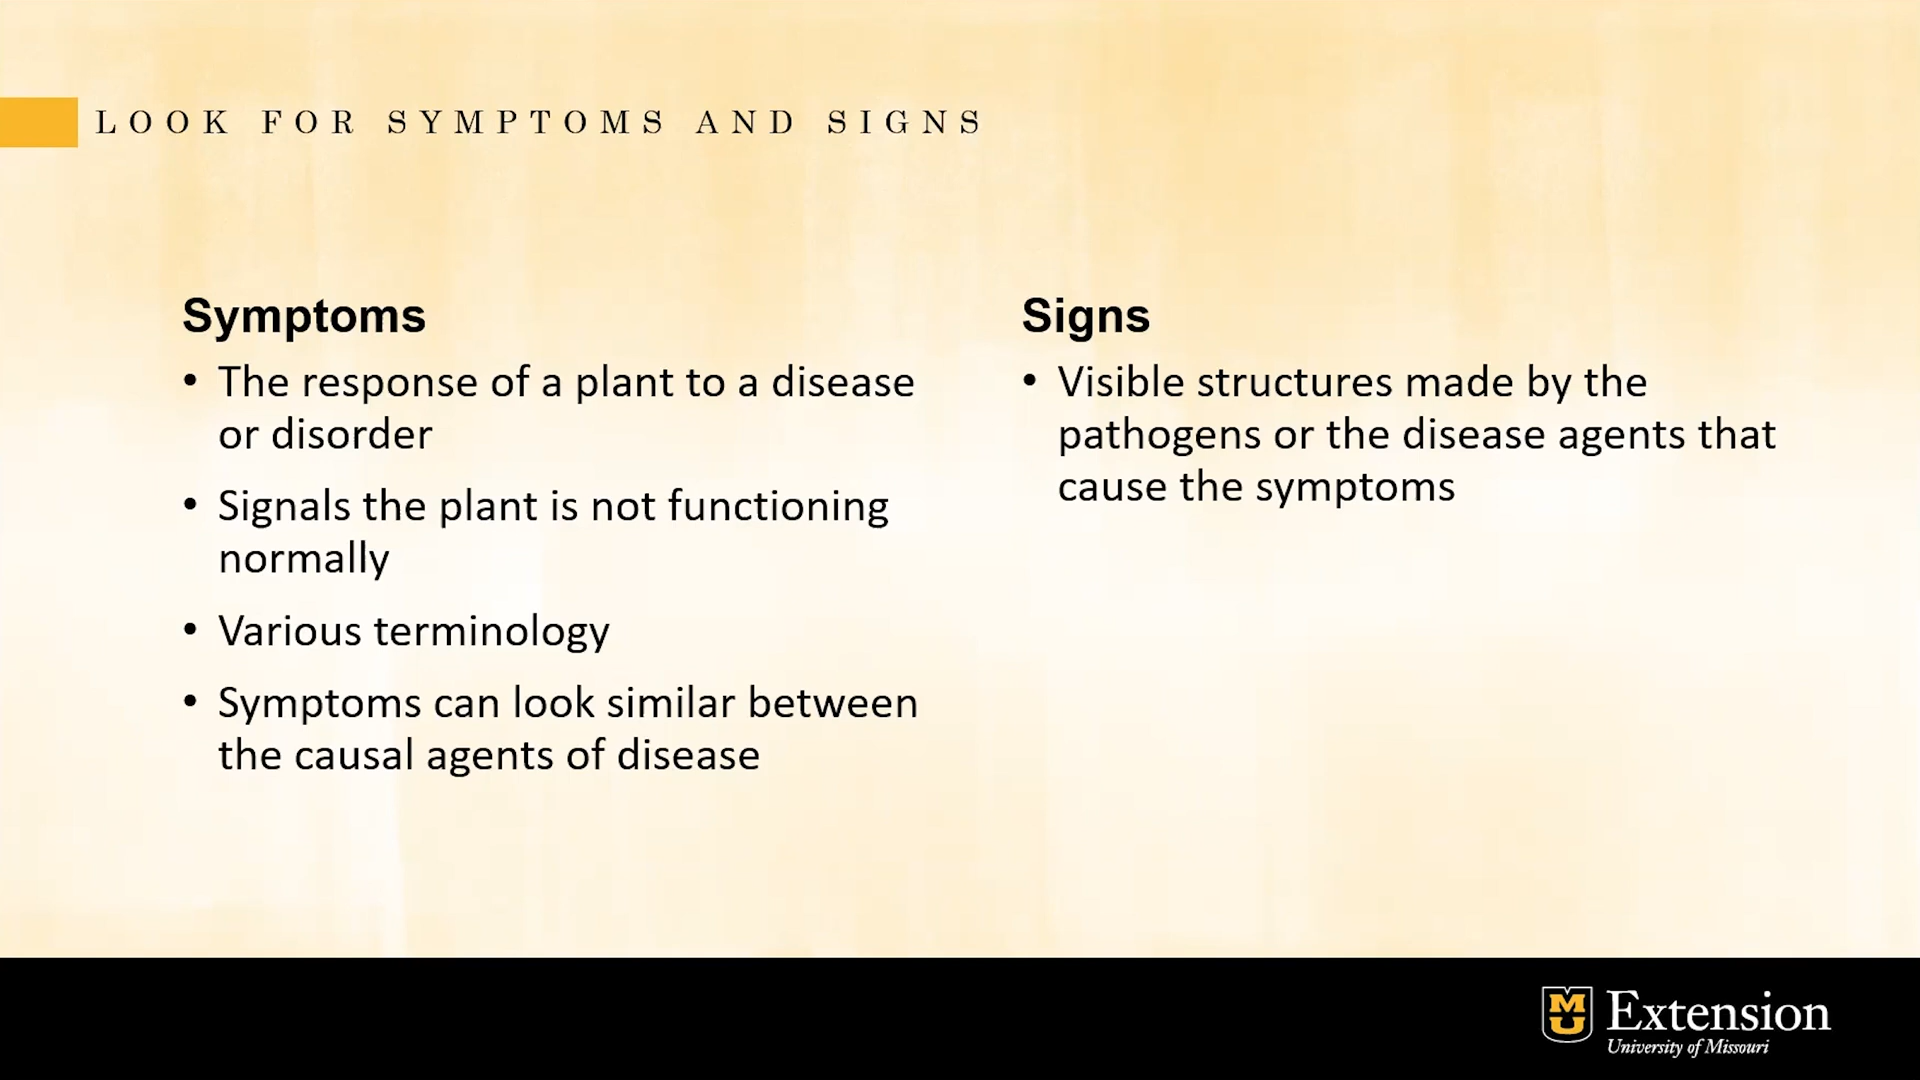 LOOK FOR SYMPTOMS AND SIGNS
Symptoms
• The response of a plant to a disease
or disorder
• Signals the plant is not functioning
normally
• Various terminology
• Symptoms can look similar between
the causal agents of disease
Signs
• Visible structures made by the
pathogens or the disease agents that
cause the symptoms
MU
Extension
University of Missouri